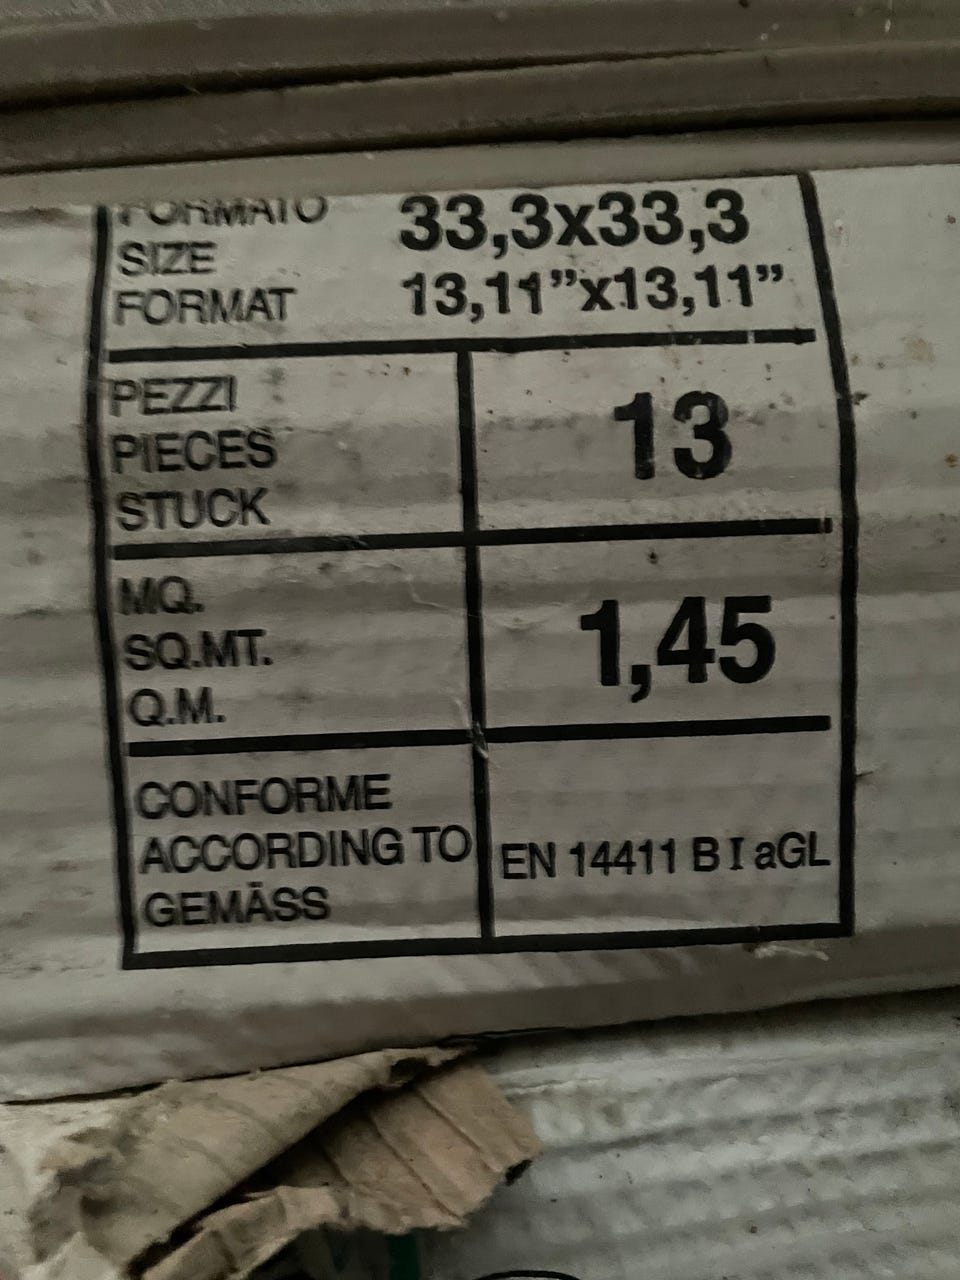 FORMATO 33,3x33,3
SIZE
FORMAT 13,11”x13,11”
PEZZI
PIECES 13
STUCK
MQ.
SQ.MT. 1,45
Q.M.
CONFORME
ACCORDING TO EN 14411 B I aGL
GEMÄSS